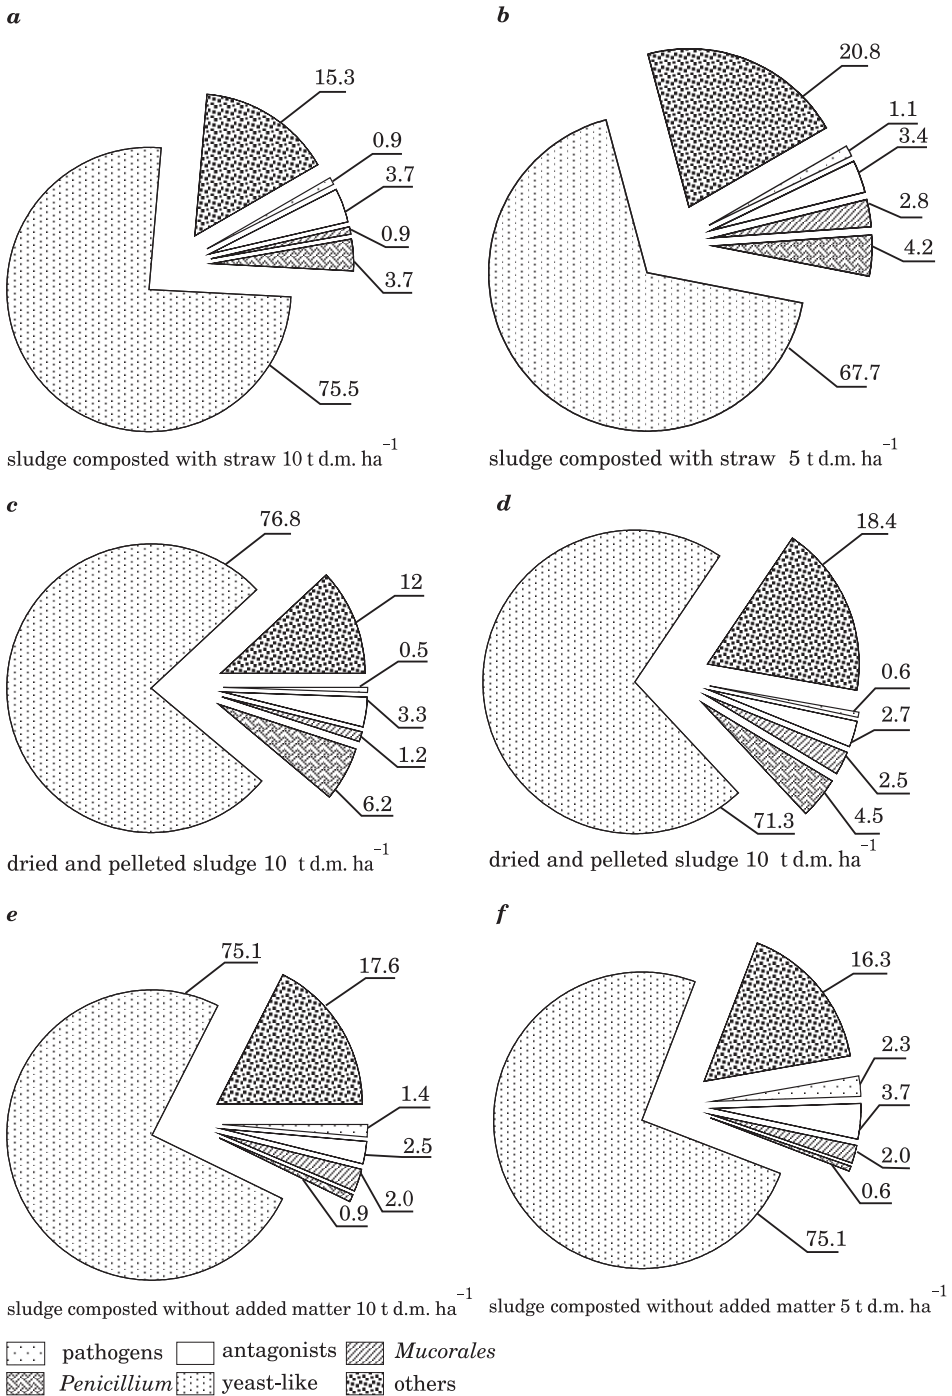 a
15.3
0.9
3.7
0.9
3.7
75.5
sludge composted with straw 10 t d.m. ha–1
b
20.8
1.1
3.4
2.8
4.2
67.7
sludge composted with straw 5 t d.m. ha–1
c
76.8
12
0.5
3.3
1.2
6.2
dried and pelleted sludge 10 t d.m. ha–1
d
18.4
0.6
2.7
2.5
4.5
71.3
dried and pelleted sludge 10 t d.m. ha–1
e
75.1
17.6
1.4
2.5
2.0
0.9
sludge composted without added matter 10 t d.m. ha–1
f
16.3
2.3
3.7
2.0
0.6
75.1
sludge composted without added matter 5 t d.m. ha–1
pathogens antagonists Mucorales
Penicillium yeast-like others